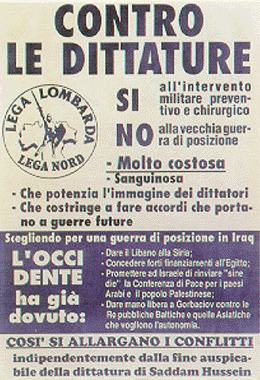 CONTRO
LE DITTATURE
LEGA LOMBARDA
LEGA NORD
SI all'intervento
militare preven-
tivo e chirurgico
NO alla vecchia guer-
ra di posizione
- Molto costosa
- Sanguinosa
- Che potenzia l'immagine dei dittatori
- Che costringe a fare accordi che porta-
no a guerre future
Scegliendo per una guerra di posizione in Iraq
L'OCCI
DENTE
ha già
dovuto:
- Dare il Libano alla Siria;
- Concedere forti finanziamenti all'Egitto;
- Promettere ad Israele di rinviare "sine
die" la Conferenza di Pace per i paesi
Arabi e il popolo Palestinese;
- Dare mano libera a Gorbaciov contro le
Repubbliche Baltiche e quelle Asiatiche
che vogliono l'autonomia.
COSI' SI ALLARGANO I CONFLITTI
indipendentemente dalla fine auspica-
bile della dittatura di Saddam Hussein